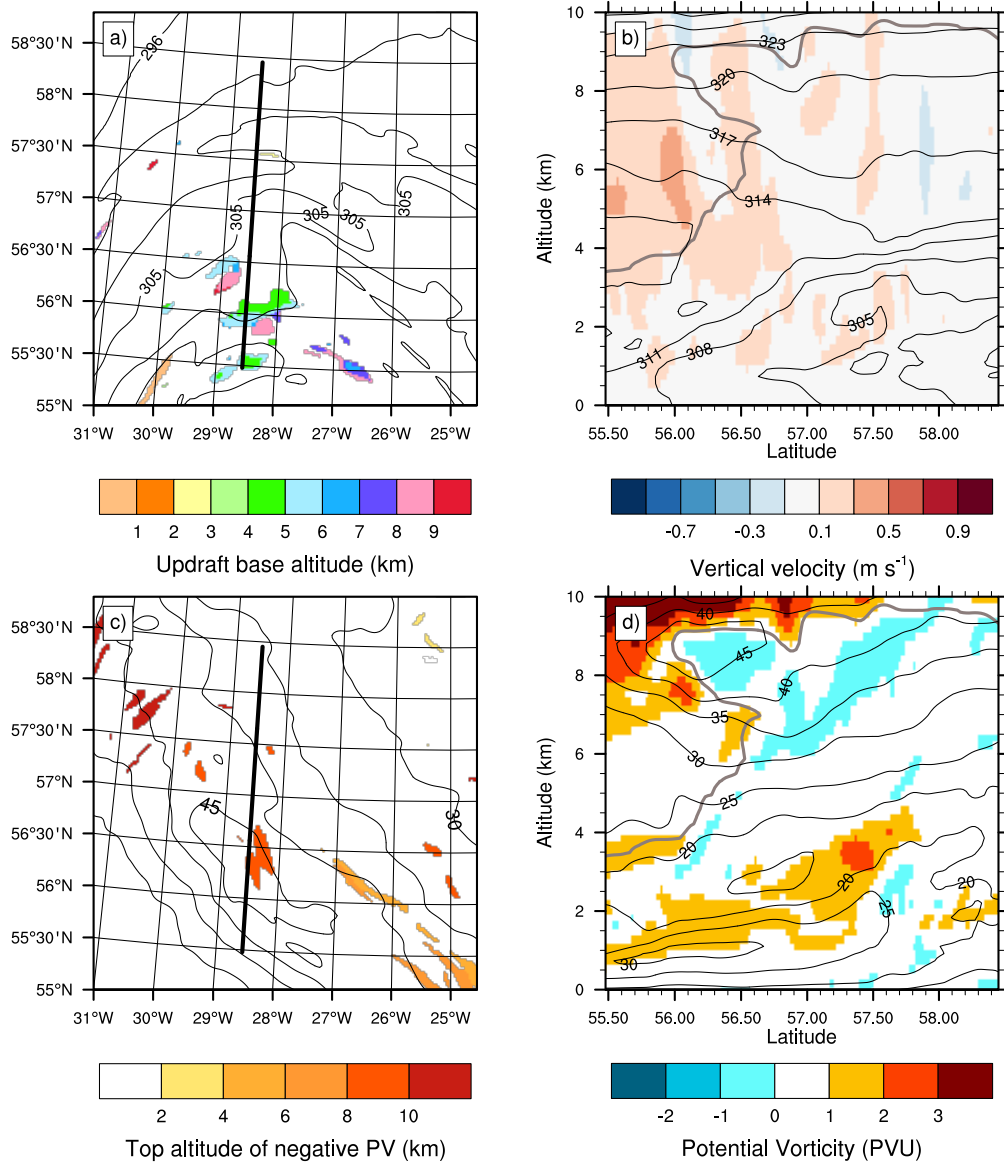 a)
58°30'N
58°N
57°30'N
57°N
56°30'N
56°N
55°30'N
55°N
296
305
305
305
305
305
31°W 30°W 29°W 28°W 27°W 26°W
1 2 3 4 5 6 7 8 9
Updraft base altitude (km)
b)
10
8
6
4
2
0
Altitude (km)
323
320
317
314
311
308
305
55.50 56.00 56.50 57.00 57.50 58.00
Latitude
-0.7 -0.3 0.1 0.5 0.9
Vertical velocity (m s⁻¹)
c)
58°30'N
58°N
57°30'N
57°N
56°30'N
56°N
55°30'N
55°N
45
30
31°W 30°W 29°W 28°W 27°W 26°W
2 4 6 8 10
Top altitude of negative PV (km)
d)
10
8
6
4
2
0
Altitude (km)
40
45
40
35
30
25
20
20
20
25
30
55.50 56.00 56.50 57.00 57.50 58.00
Latitude
-2 -1 0 1 2 3
Potential Vorticity (PVU)